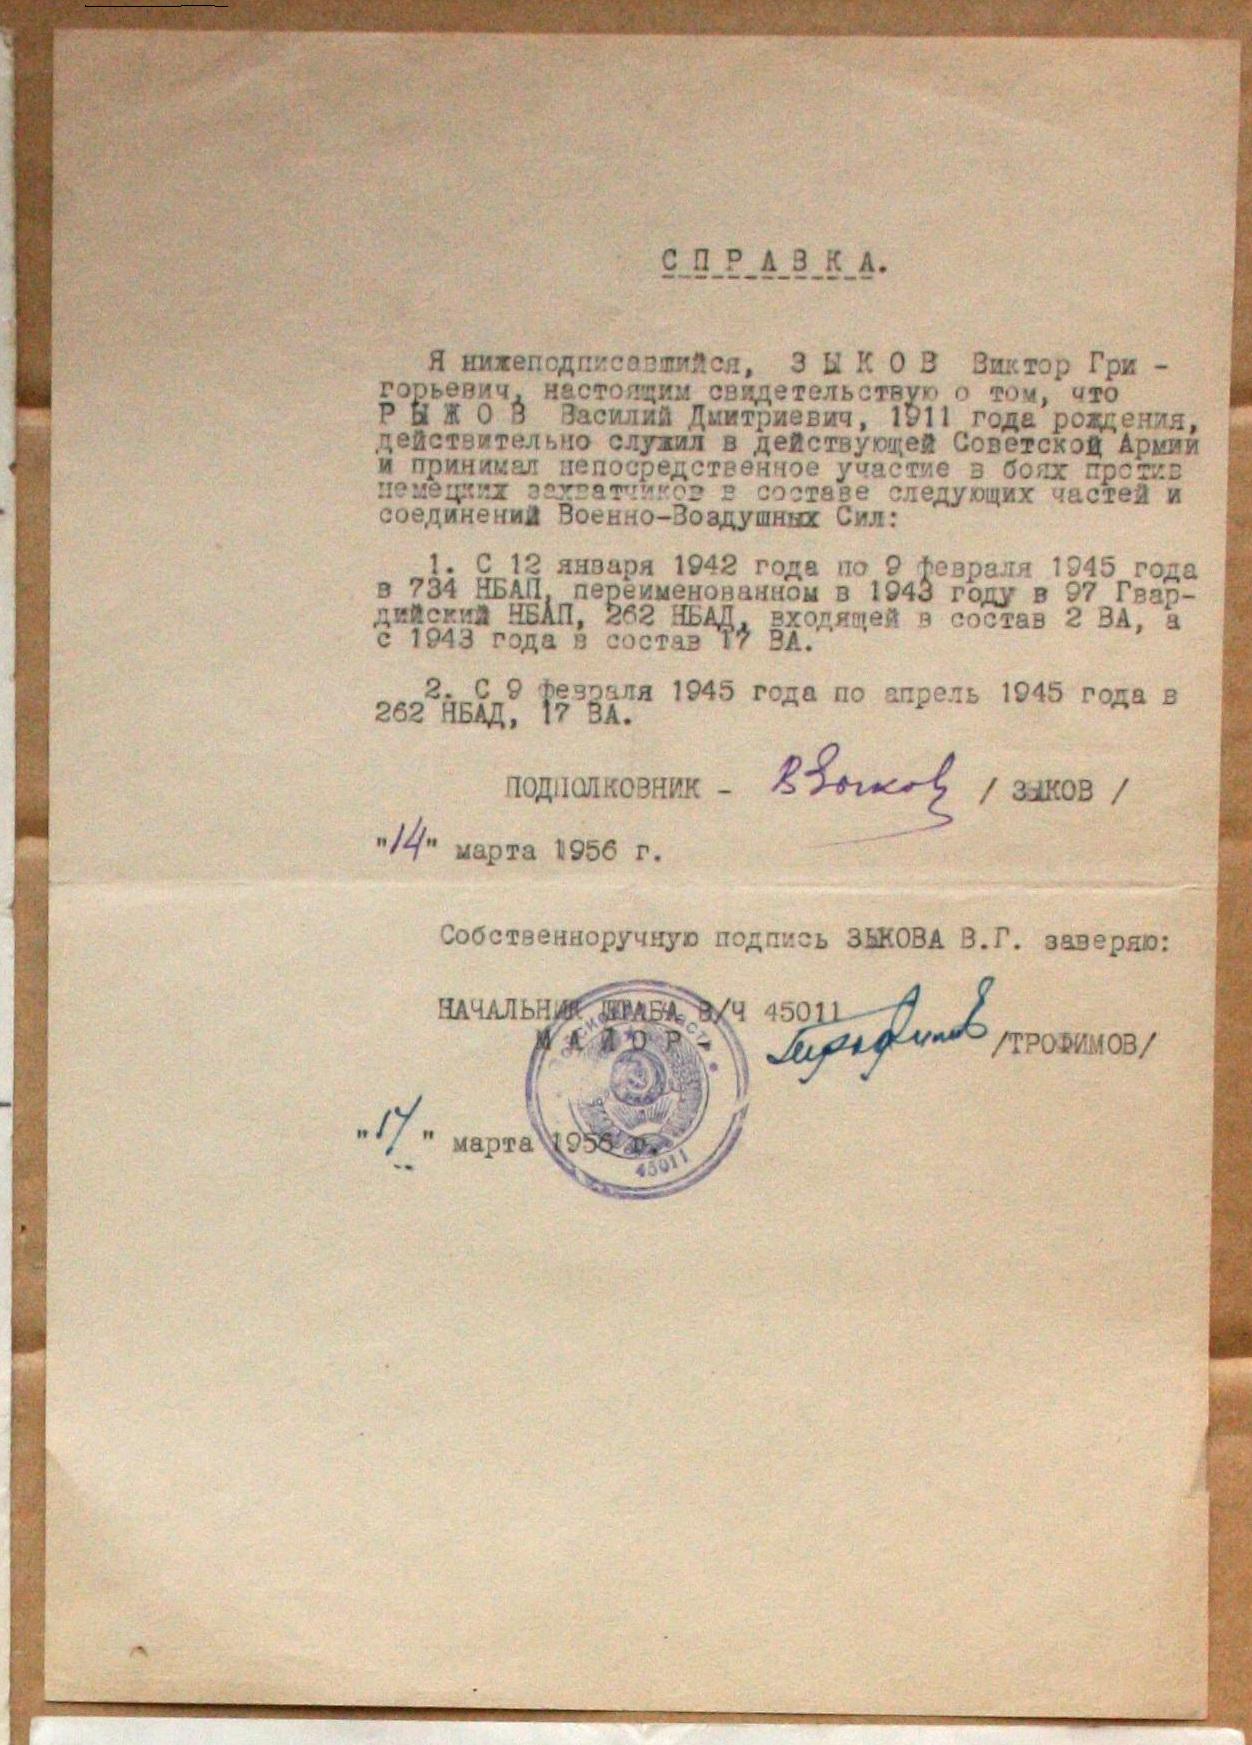 С П Р А В К А.
Я нижеподписавшийся, З Ы К О В Виктор Гри -
горьевич, настоящим свидетельствую о том, что
Р Ы Ж О В Василий Дмитриевич, 1911 года рождения,
действительно служил в действующей Советской Армии
и принимал непосредственное участие в боях против
немецких захватчиков в составе следующих частей и
соединений Военно-Воздушных Сил:
1. С 12 января 1942 года по 9 февраля 1945 года
в 734 НБАП, переименованном в 1943 году в 97 Гвар-
дийский НБАП, 262 НБАД, входящей в состав 2 ВА, а
с 1943 года в состав 17 ВА.
2. С 9 февраля 1945 года по апрель 1945 года в
262 НБАД, 17 ВА.
ПОДПОЛКОВНИК - ВЗыков / ЗЫКОВ /
"14" марта 1956 г.
Собственноручную подпись ЗЫКОВА В.Г. заверяю:
НАЧАЛЬНИК ШТАБА В/Ч 45011
М А Й О Р - Трофимов /ТРОФИМОВ/
"14" марта 1956 г.
45011